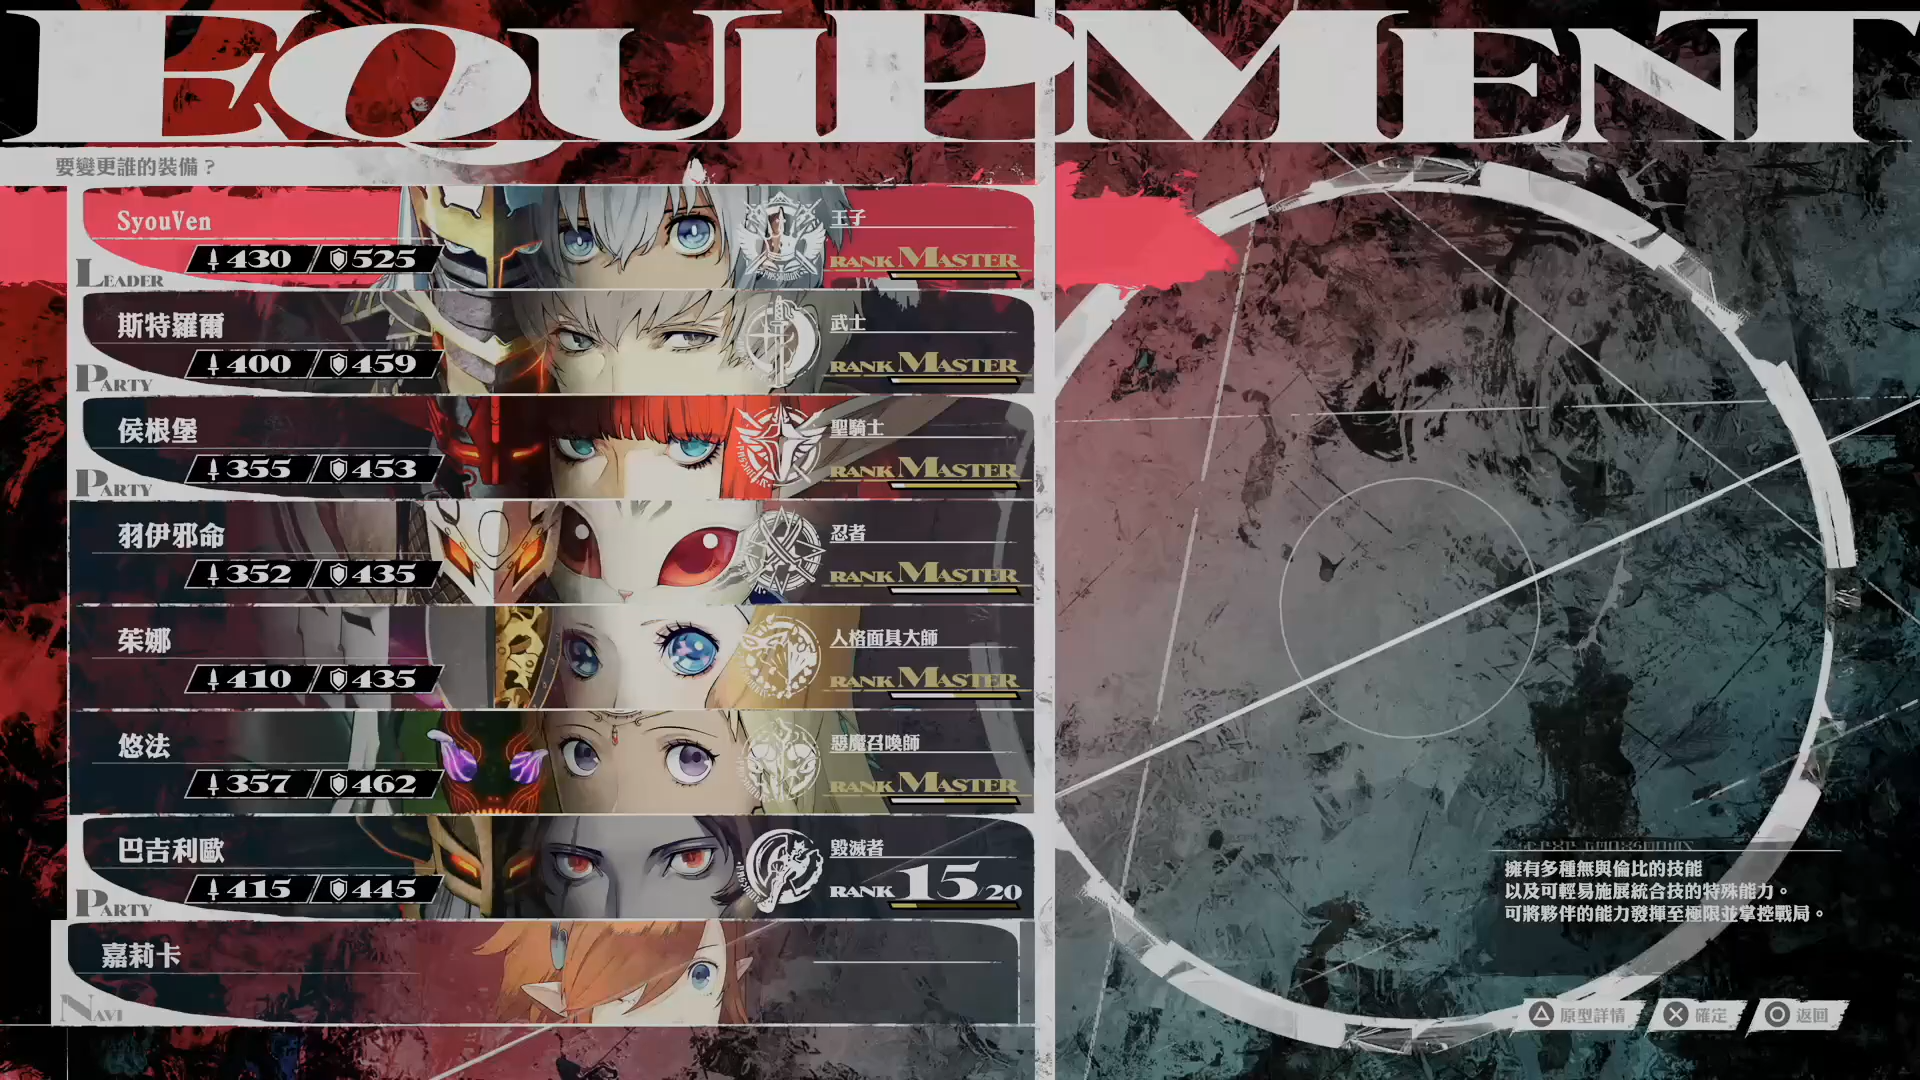 EQUIPMENT
要變更誰的裝備？
SyouVen
430 525
LEADER
王子
RANK MASTER
斯特羅爾
400 459
PARTY
武士
RANK MASTER
侯根堡
355 453
PARTY
聖騎士
RANK MASTER
羽伊邪命
352 435
忍者
RANK MASTER
茱娜
410 435
人格面具大師
RANK MASTER
悠法
357 462
惡魔召喚師
RANK MASTER
巴吉利歐
415 445
PARTY
毀滅者
RANK 15/20
嘉莉卡
NAVI
擁有多種無與倫比的技能
以及可輕易施展統合技的特殊能力。
可將夥伴的能力發揮至極限並掌控戰局。
原型詳情 確定 返回